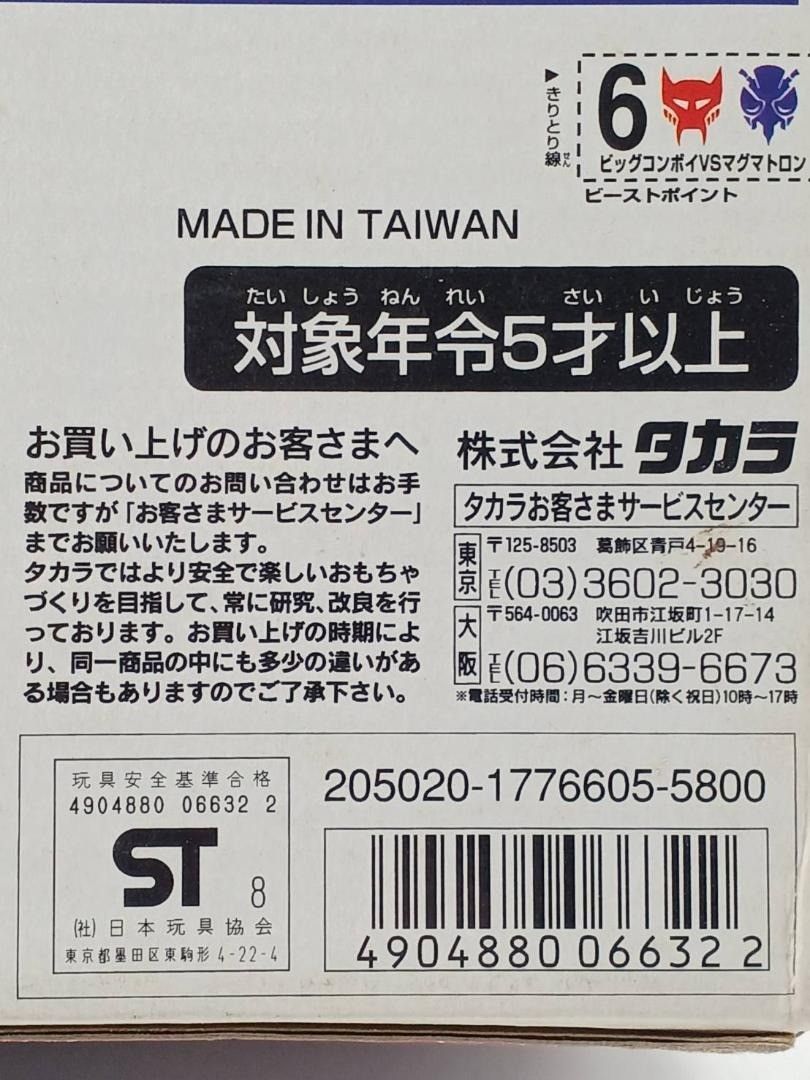 ▶きりとり線
せん
6
ビッグコンボイVSマグマトロン
ビーストポイント
MADE IN TAIWAN
たいしょうねんれい さいいじょう
対象年令5才以上
お買い上げのお客さまへ
商品についてのお問い合わせはお手
数ですが「お客さまサービスセンター」
までお願いいたします。
タカラではより安全で楽しいおもちゃ
づくりを目指して、常に研究、改良を行
っております。お買い上げの時期によ
り、同一商品の中にも多少の違いがあ
る場合もありますのでご了承下さい。
株式会社タカラ
タカラお客さまサービスセンター
東京
〒125-8503 葛飾区青戸4-19-16
TEL(03)3602-3030
大阪
〒564-0063 吹田市江坂町1-17-14
江坂吉川ビル2F
TEL(06)6339-6673
※電話受付時間：月〜金曜日(除く祝日)10時〜17時
玩具安全基準合格
4904880 06632 2
ST 8
(社)日本玩具協会
東京都墨田区東駒形4-22-4
205020-1776605-5800
4904880066322